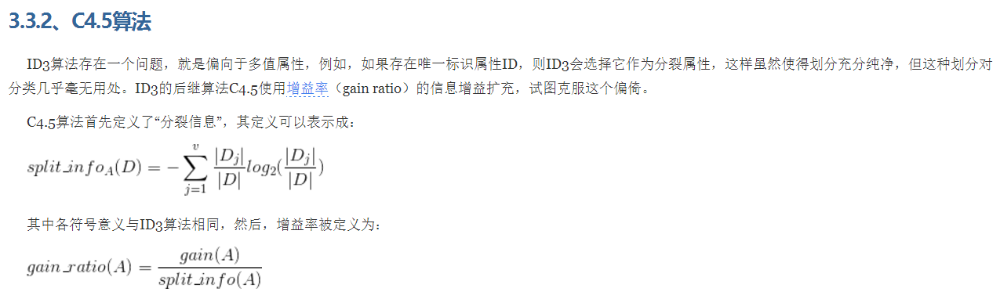 3.3.2、C4.5算法
ID3算法存在一个问题，就是偏向于多值属性，例如，如果存在唯一标识属性ID，则ID3会选择它作为分裂属性，这样虽然使得划分充分纯净，但这种划分对
分类几乎毫无用处。ID3的后继算法C4.5使用增益率（gain ratio）的信息增益扩充，试图克服这个偏倚。
C4.5算法首先定义了“分裂信息”，其定义可以表示成：
split_info_A(D) = -\sum_{j=1}^{v} \frac{|D_j|}{|D|} log_2(\frac{|D_j|}{|D|})
其中各符号意义与ID3算法相同，然后，增益率被定义为：
gain_ratio(A) = \frac{gain(A)}{split_info(A)}